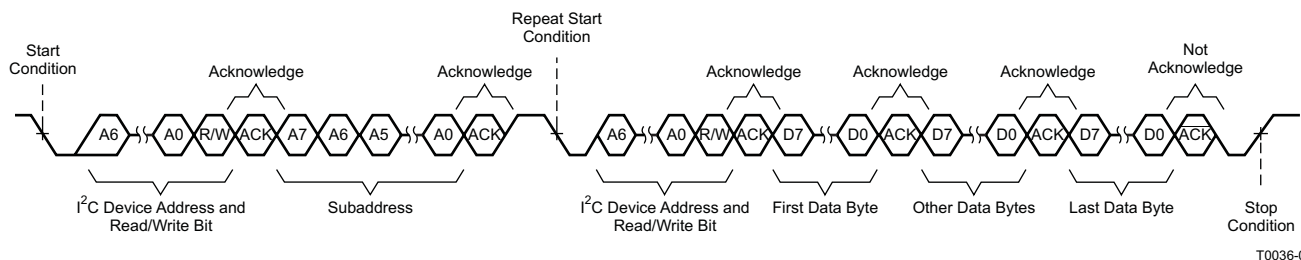 Repeat Start
Condition
Start
Condition
Not
Acknowledge
Acknowledge
Acknowledge
Acknowledge
Acknowledge
Acknowledge
A6 A0 R/W ACK A7 A6 A5 A0 ACK A6 A0 R/W ACK D7 D0 ACK D7 D0 ACK D7 D0 ACK
I²C Device Address and
Read/Write Bit
Subaddress
I²C Device Address and
Read/Write Bit
First Data Byte
Other Data Bytes
Last Data Byte
Stop
Condition
T0036-0